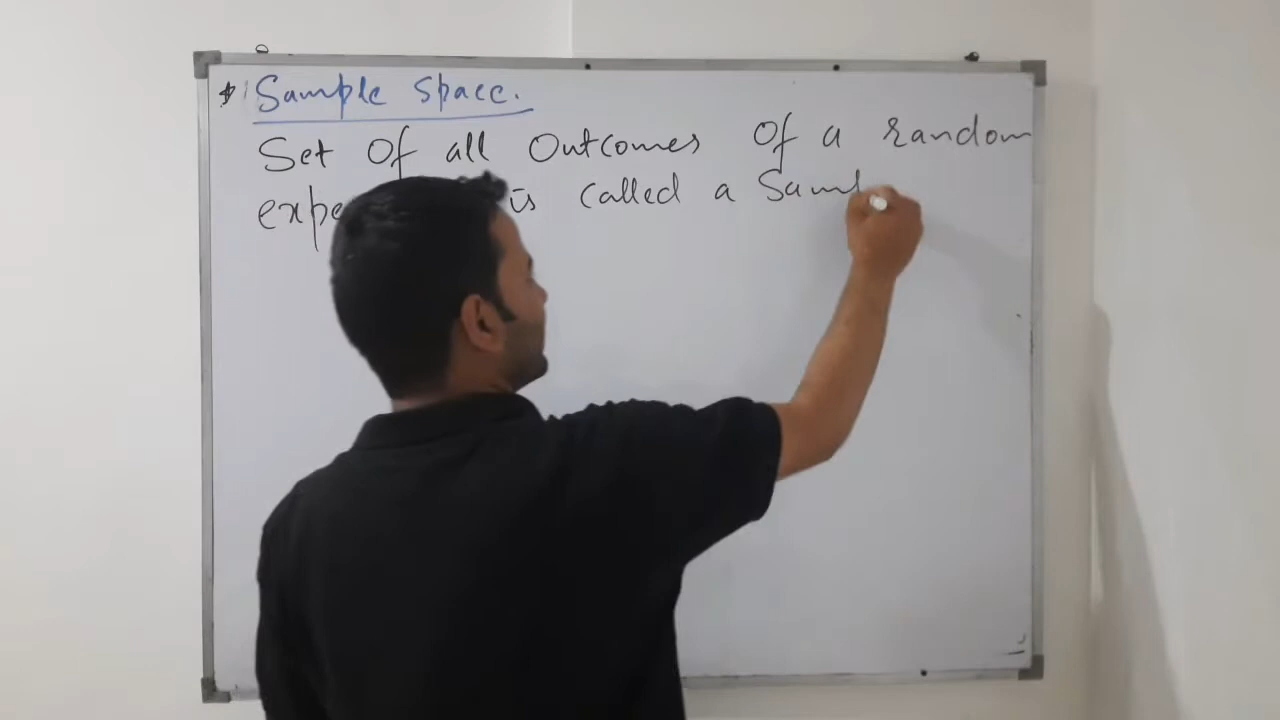 * Sample Space.
Set Of all Outcomes Of a random
is called a